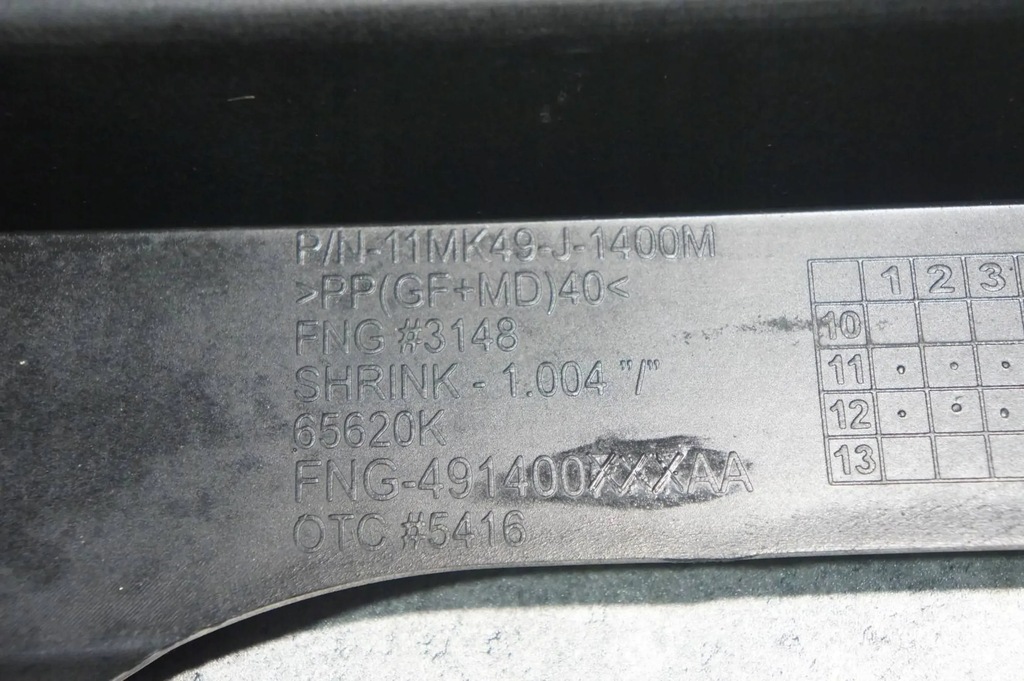 P/N-11MK49-J-1400M
>PP(GF+MD)40<
FNG #3148
SHRINK - 1.004 "/"
65620K
FNG-491400XXXAA
OTC #5416
1 2 3
10
11
12
13